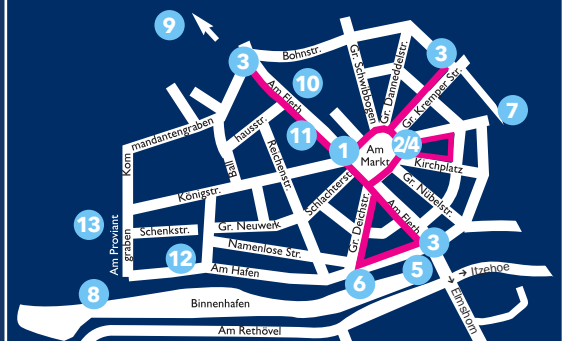 9
3
Bohnstr.
Gr. Schwibbogen
Gr. Danneddelstr.
3
Gr. Kremper Str.
7
10
Am Fleth
11
hausstr.
Ball
Kom
mandantengraben
Reichenstr.
1
2/4
Am
Markt
Kirchplatz
Gr. Nübelstr.
Königstr.
Schlachterstr.
Gr. Deichstr.
Am Fleth
3
13
Am Proviant
graben
Schenkstr.
Gr. Neuwerk
Namenlose Str.
12
Am Hafen
8
Binnenhafen
6
5
→ Itzehoe
→ Elmshorn
Am Rethövel